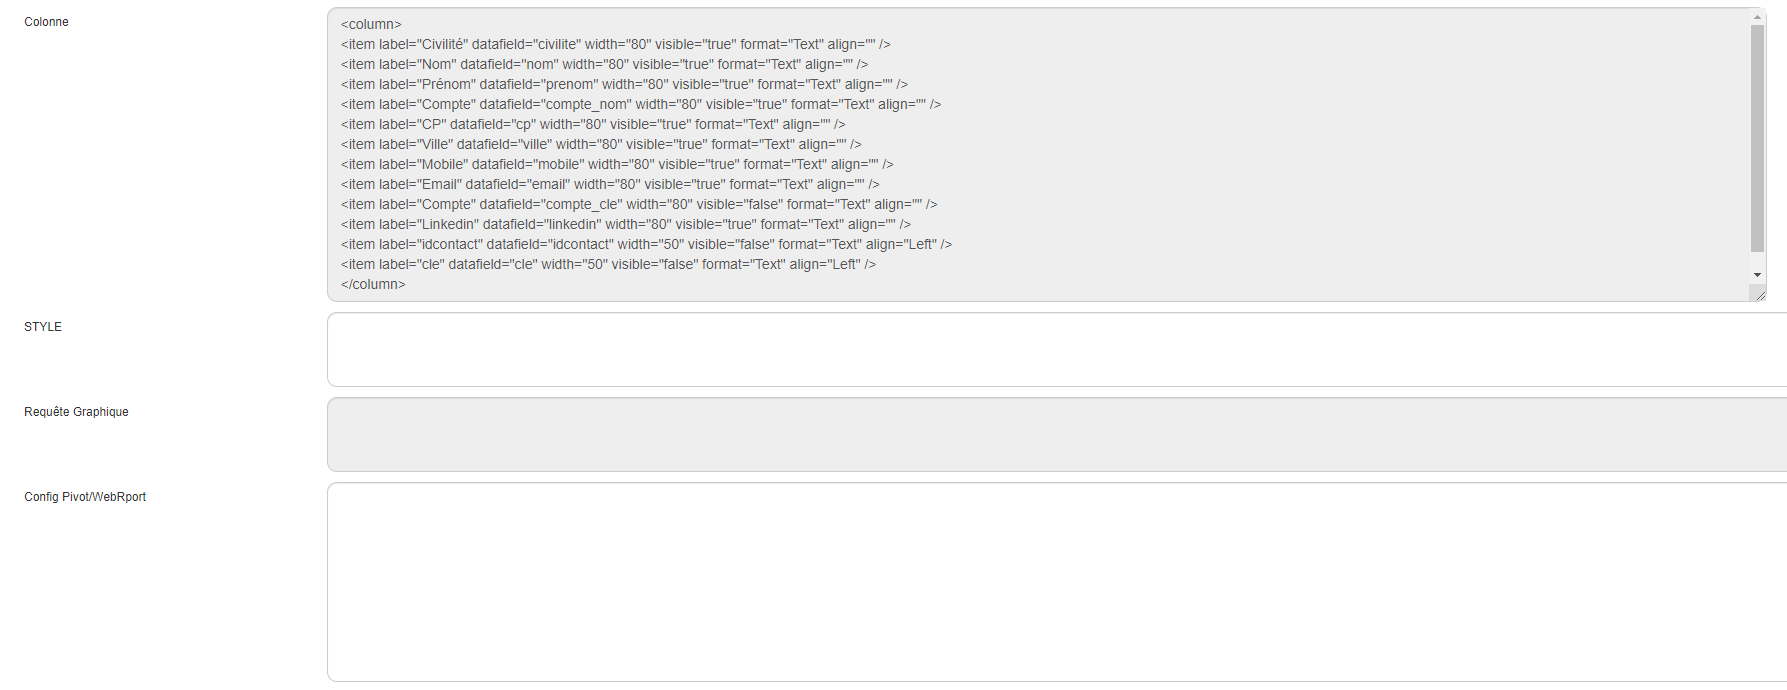 Colonne
<column>
<item label="Civilité" datafield="civilite" width="80" visible="true" format="Text" align="" />
<item label="Nom" datafield="nom" width="80" visible="true" format="Text" align="" />
<item label="Prénom" datafield="prenom" width="80" visible="true" format="Text" align="" />
<item label="Compte" datafield="compte_nom" width="80" visible="true" format="Text" align="" />
<item label="CP" datafield="cp" width="80" visible="true" format="Text" align="" />
<item label="Ville" datafield="ville" width="80" visible="true" format="Text" align="" />
<item label="Mobile" datafield="mobile" width="80" visible="true" format="Text" align="" />
<item label="Email" datafield="email" width="80" visible="true" format="Text" align="" />
<item label="Compte" datafield="compte_cle" width="80" visible="false" format="Text" align="" />
<item label="Linkedin" datafield="linkedin" width="80" visible="true" format="Text" align="" />
<item label="idcontact" datafield="idcontact" width="50" visible="false" format="Text" align="Left" />
<item label="cle" datafield="cle" width="50" visible="false" format="Text" align="Left" />
</column>
STYLE
Requête Graphique
Config Pivot/WebRport